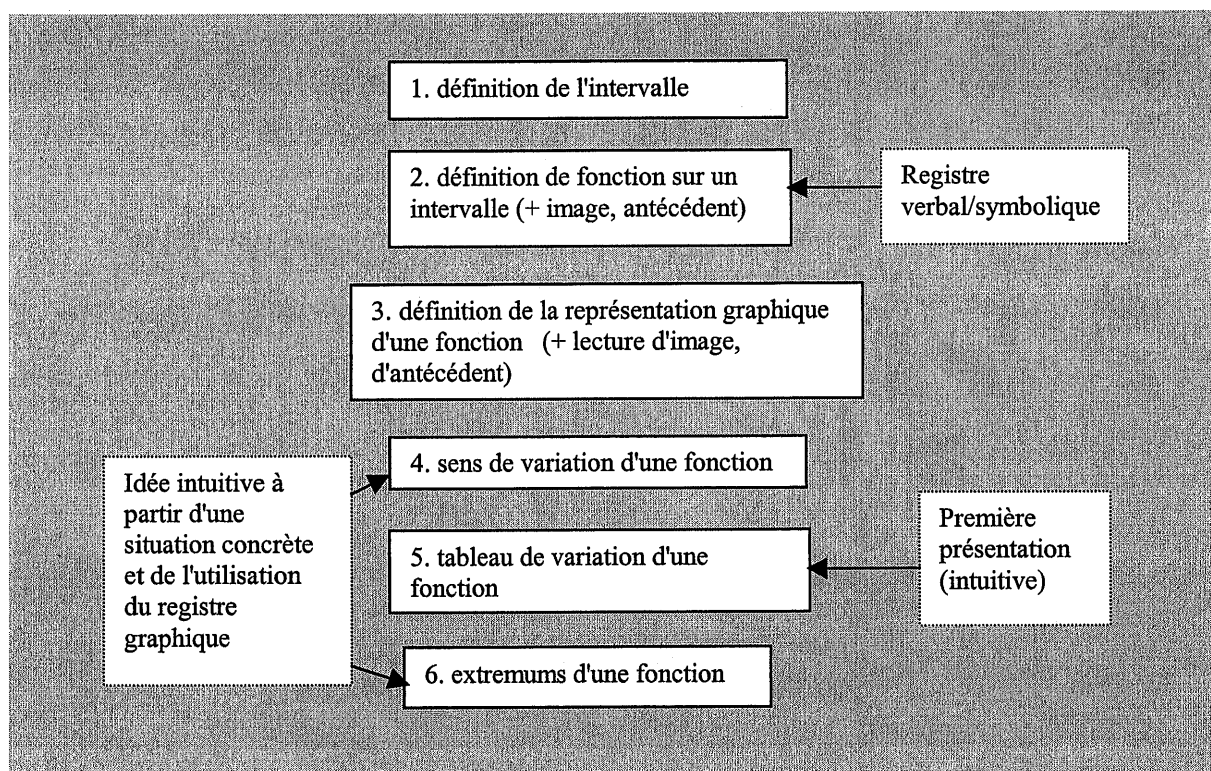 1. définition de l'intervalle
2. définition de fonction sur un
intervalle (+ image, antécédent)
Registre
verbal/symbolique
3. définition de la représentation graphique
d'une fonction (+ lecture d'image,
d'antécédent)
4. sens de variation d'une fonction
Idée intuitive à
partir d'une
situation concrète
et de l'utilisation
du registre
graphique
5. tableau de variation d'une
fonction
Première
présentation
(intuitive)
6. extremums d'une fonction